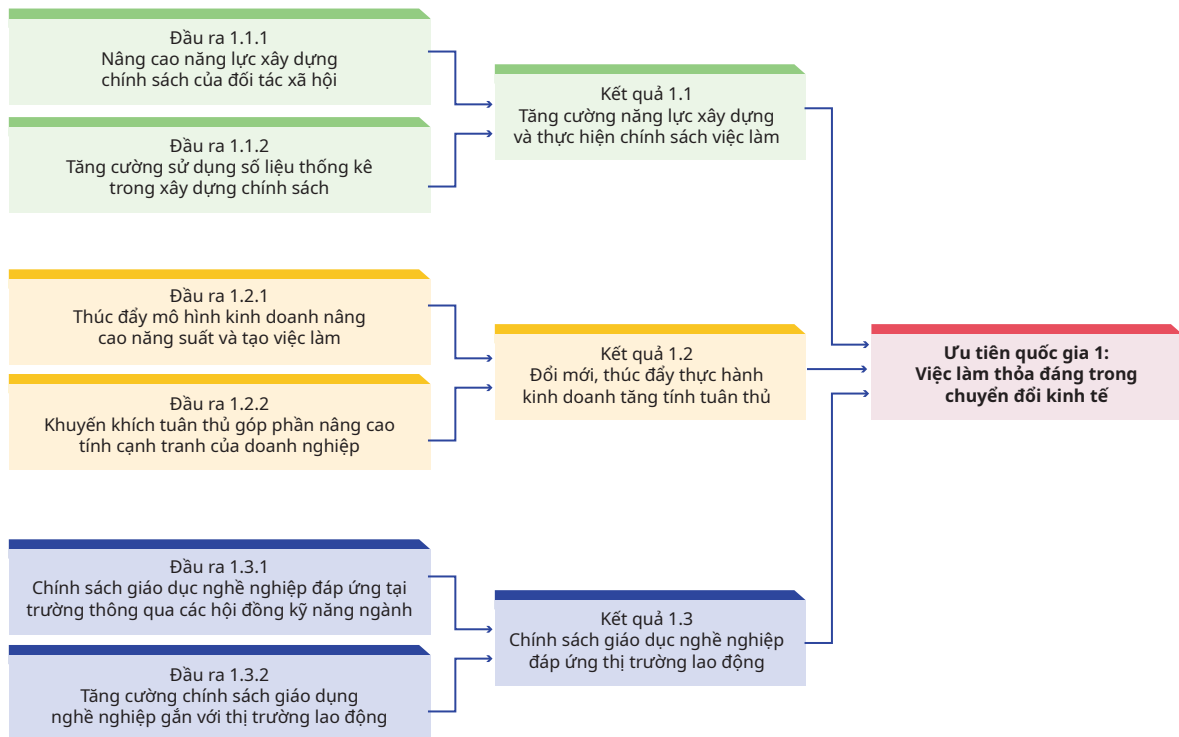 Đầu ra 1.1.1
Nâng cao năng lực xây dựng
chính sách của đối tác xã hội
Đầu ra 1.1.2
Tăng cường sử dụng số liệu thống kê
trong xây dựng chính sách
Kết quả 1.1
Tăng cường năng lực xây dựng
và thực hiện chính sách việc làm
Đầu ra 1.2.1
Thúc đẩy mô hình kinh doanh nâng
cao năng suất và tạo việc làm
Đầu ra 1.2.2
Khuyến khích tuân thủ góp phần nâng cao
tính cạnh tranh của doanh nghiệp
Kết quả 1.2
Đổi mới, thúc đẩy thực hành
kinh doanh tăng tính tuân thủ
Ưu tiên quốc gia 1:
Việc làm thỏa đáng trong
chuyển đổi kinh tế
Đầu ra 1.3.1
Chính sách giáo dục nghề nghiệp đáp ứng tại
trường thông qua các hội đồng kỹ năng ngành
Đầu ra 1.3.2
Tăng cường chính sách giáo dụng
nghề nghiệp gắn với thị trường lao động
Kết quả 1.3
Chính sách giáo dục nghề nghiệp
đáp ứng thị trường lao động